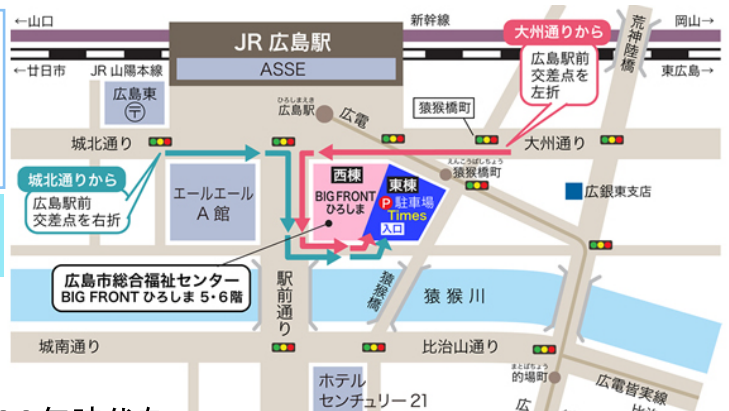 ←山口
新幹線
岡山→
←廿日市
JR山陽本線
東広島→
JR 広島駅
ASSE
荒神陸橋
大州通りから
広島駅前
交差点を
左折
広島東
〒
ひろしまえき
広島駅
広電
猿猴橋町
城北通り
大州通り
城北通りから
広島駅前
交差点を右折
エールエール
A 館
西棟
BIG FRONT
ひろしま
東棟
P 駐車場
Times
入口
えんこうばしちょう
猿猴橋町
広銀東支店
広島市総合福祉センター
BIG FRONT ひろしま 5・6 階
駅前通り
猿猴橋
猿猴川
城南通り
比治山通り
ホテル
センチュリー 21
まとばちょう
的場町
広電皆実線